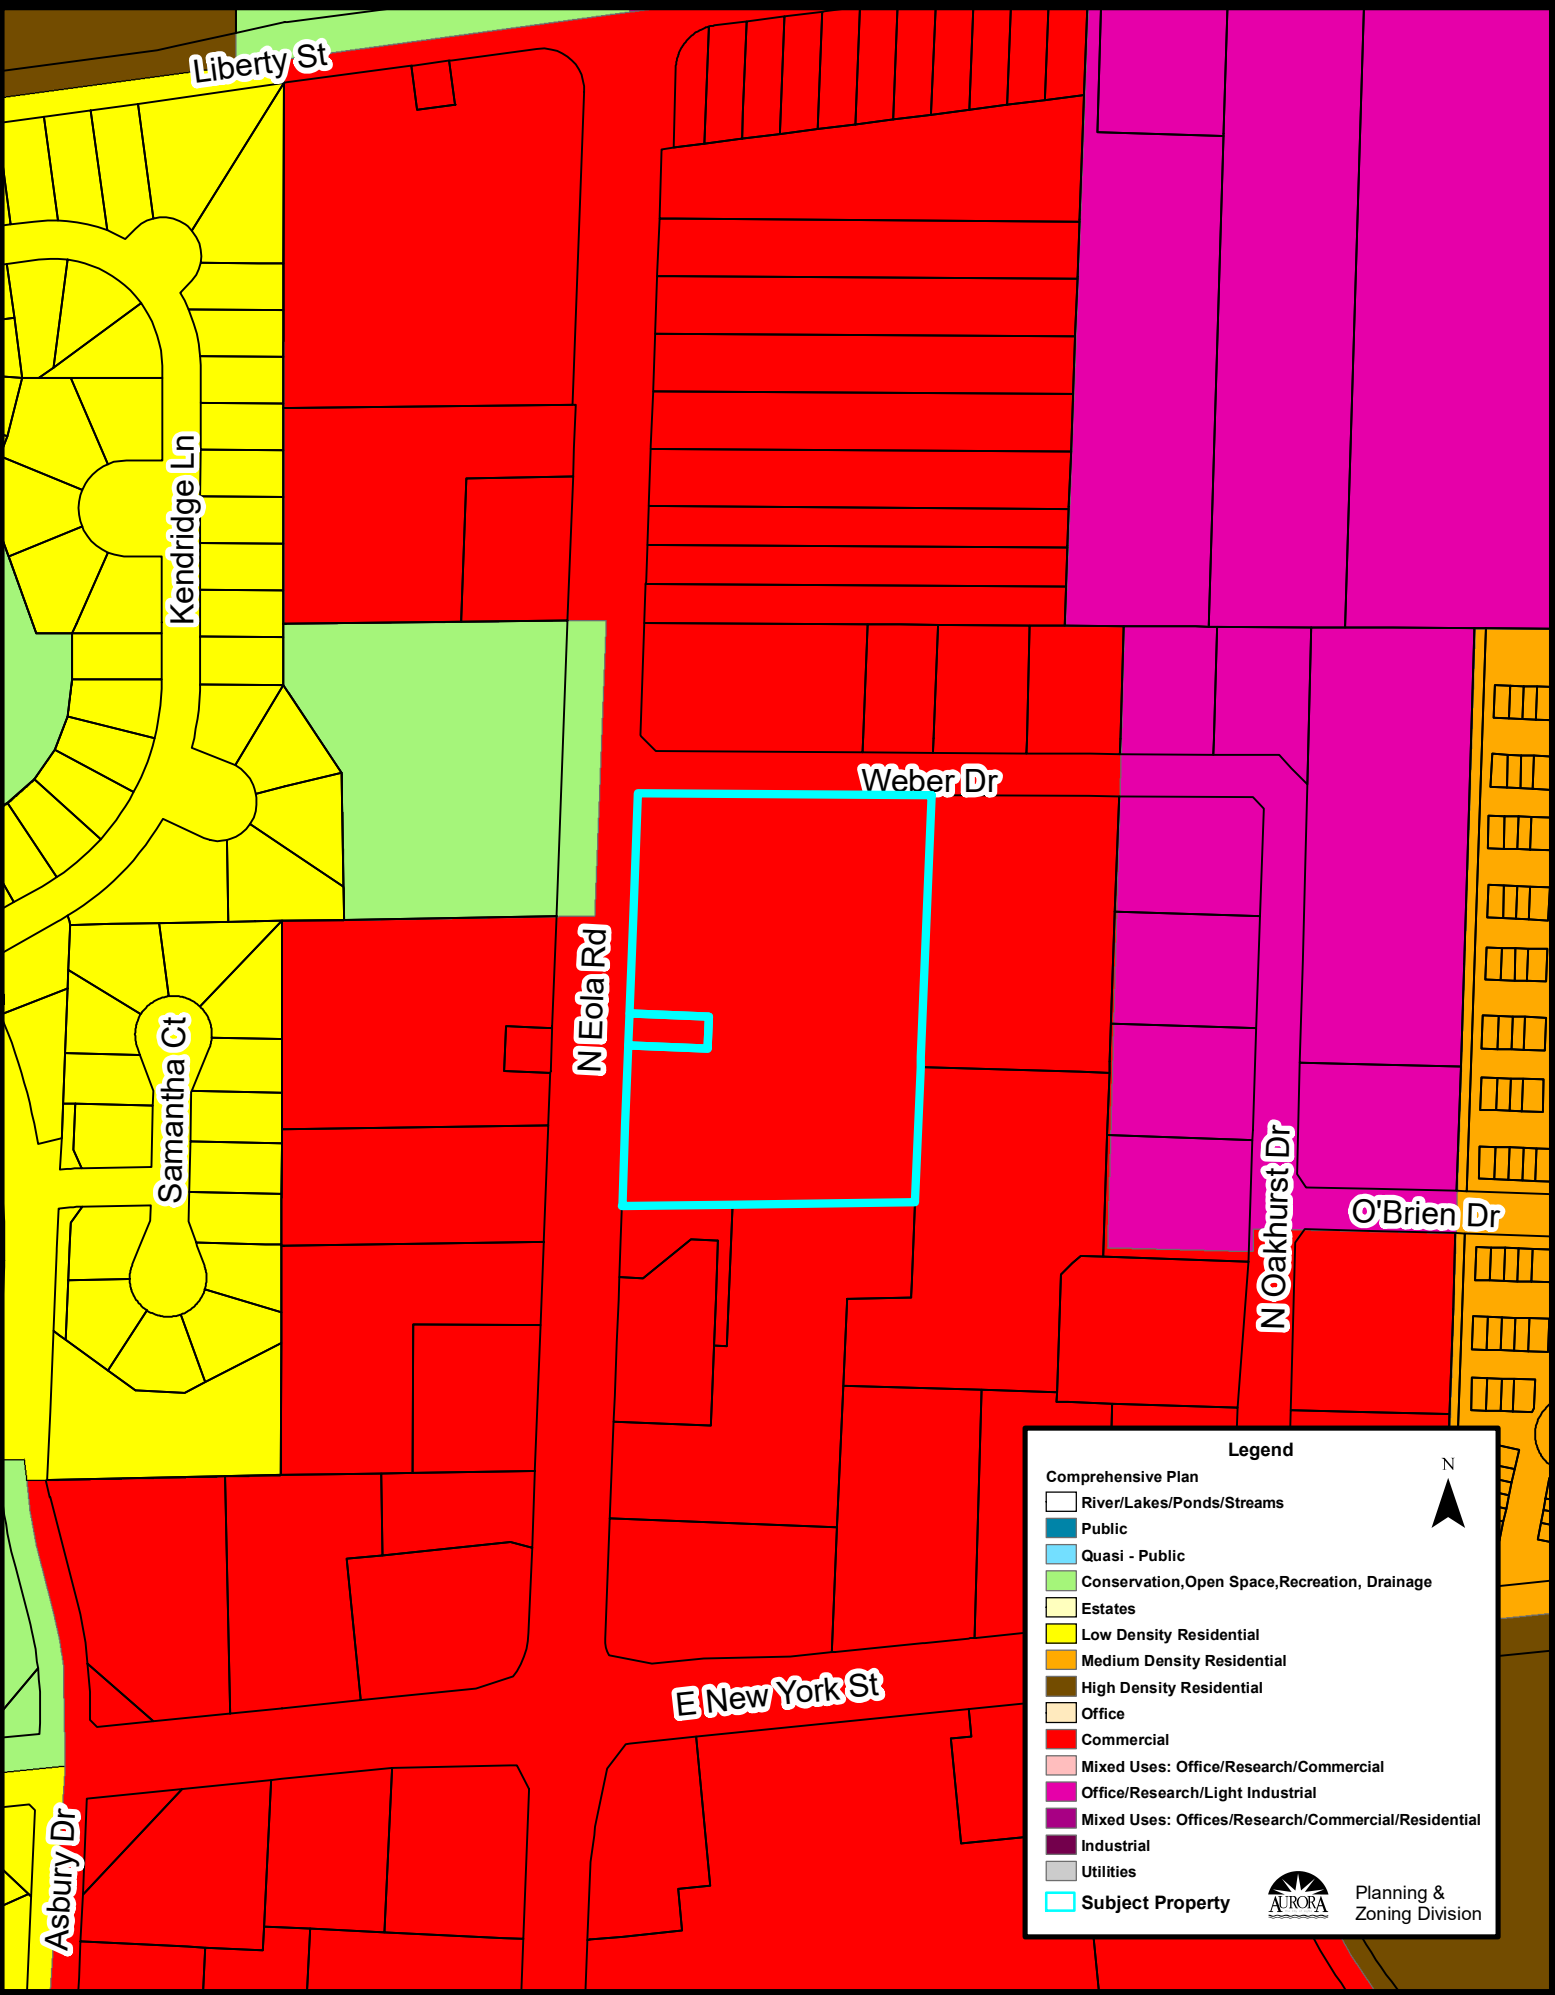 Liberty St
Kendridge Ln
Weber Dr
N Eola Rd
Samantha Ct
N Oakhurst Dr
O'Brien Dr
E New York St
Asbury Dr
Legend
N
Comprehensive Plan
River/Lakes/Ponds/Streams
Public
Quasi - Public
Conservation,Open Space,Recreation, Drainage
Estates
Low Density Residential
Medium Density Residential
High Density Residential
Office
Commercial
Mixed Uses: Office/Research/Commercial
Office/Research/Light Industrial
Mixed Uses: Offices/Research/Commercial/Residential
Industrial
Utilities
Subject Property
AURORA
Planning &
Zoning Division